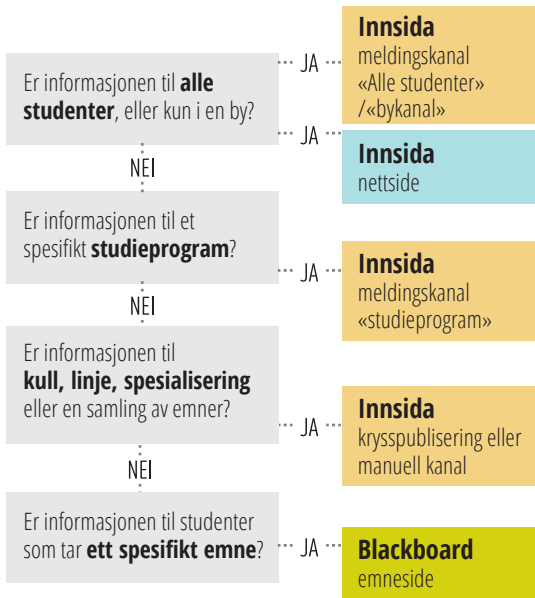 Er informasjonen til alle
studenter, eller kun i en by?
JA
Innsida
meldingskanal
«Alle studenter»
/«bykanal»
JA
Innsida
nettside
NEI
Er informasjonen til et
spesifikt studieprogram?
JA
Innsida
meldingskanal
«studieprogram»
NEI
Er informasjonen til
kull, linje, spesialisering
eller en samling av emner?
JA
Innsida
krysspublisering eller
manuell kanal
NEI
Er informasjonen til studenter
som tar ett spesifikt emne?
JA
Blackboard
emneside